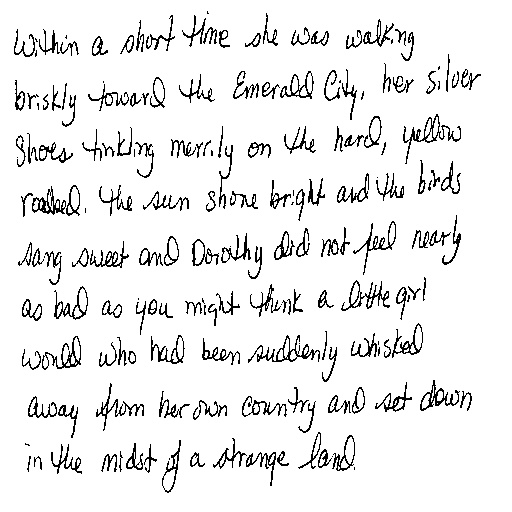 Within a short time she was walking
briskly toward the Emerald City, her silver
Shoes tinkling merrily on the hard, yellow
roadbed. The sun shone bright and the birds
sang sweet and Dorothy did not feel nearly
as bad as you might think a little girl
would who had been suddenly whisked
away from her own country and set down
in the midst of a strange land.